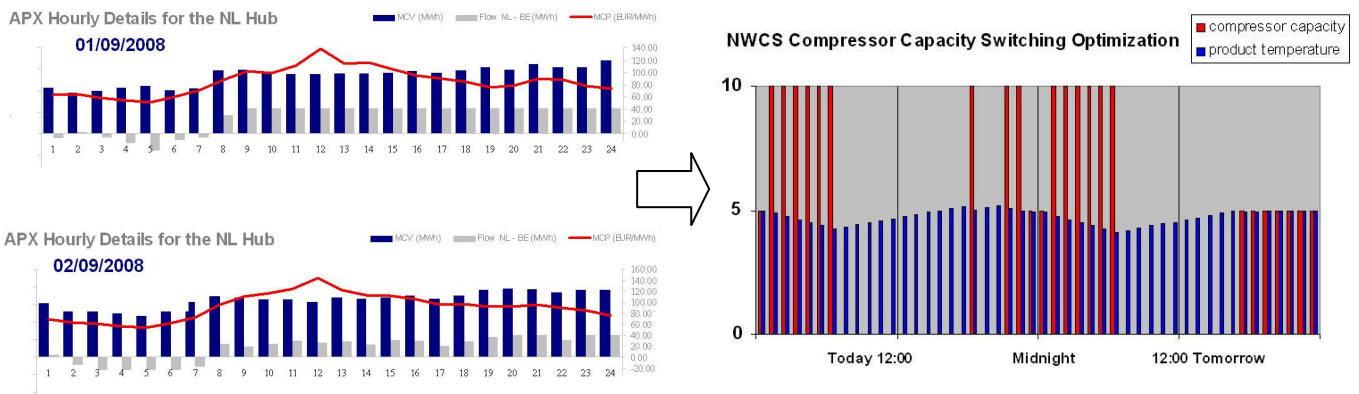 APX Hourly Details for the NL Hub
MCV (MWh) Flow NL - BE (MWh) MCP (EUR/MWh)
01/09/2008
140.00
120.00
100.00
80.00
60.00
40.00
20.00
0.00
1 2 3 4 5 6 7 8 9 10 11 12 13 14 15 16 17 18 19 20 21 22 23 24
APX Hourly Details for the NL Hub
MCV (MWh) Flow NL - BE (MWh) MCP (EUR/MWh)
02/09/2008
160.00
140.00
120.00
100.00
80.00
60.00
40.00
20.00
0.00
-20.00
1 2 3 4 5 6 7 8 9 10 11 12 13 14 15 16 17 18 19 20 21 22 23 24
compressor capacity
product temperature
NWCS Compressor Capacity Switching Optimization
10
5
0
Today 12:00 Midnight 12:00 Tomorrow